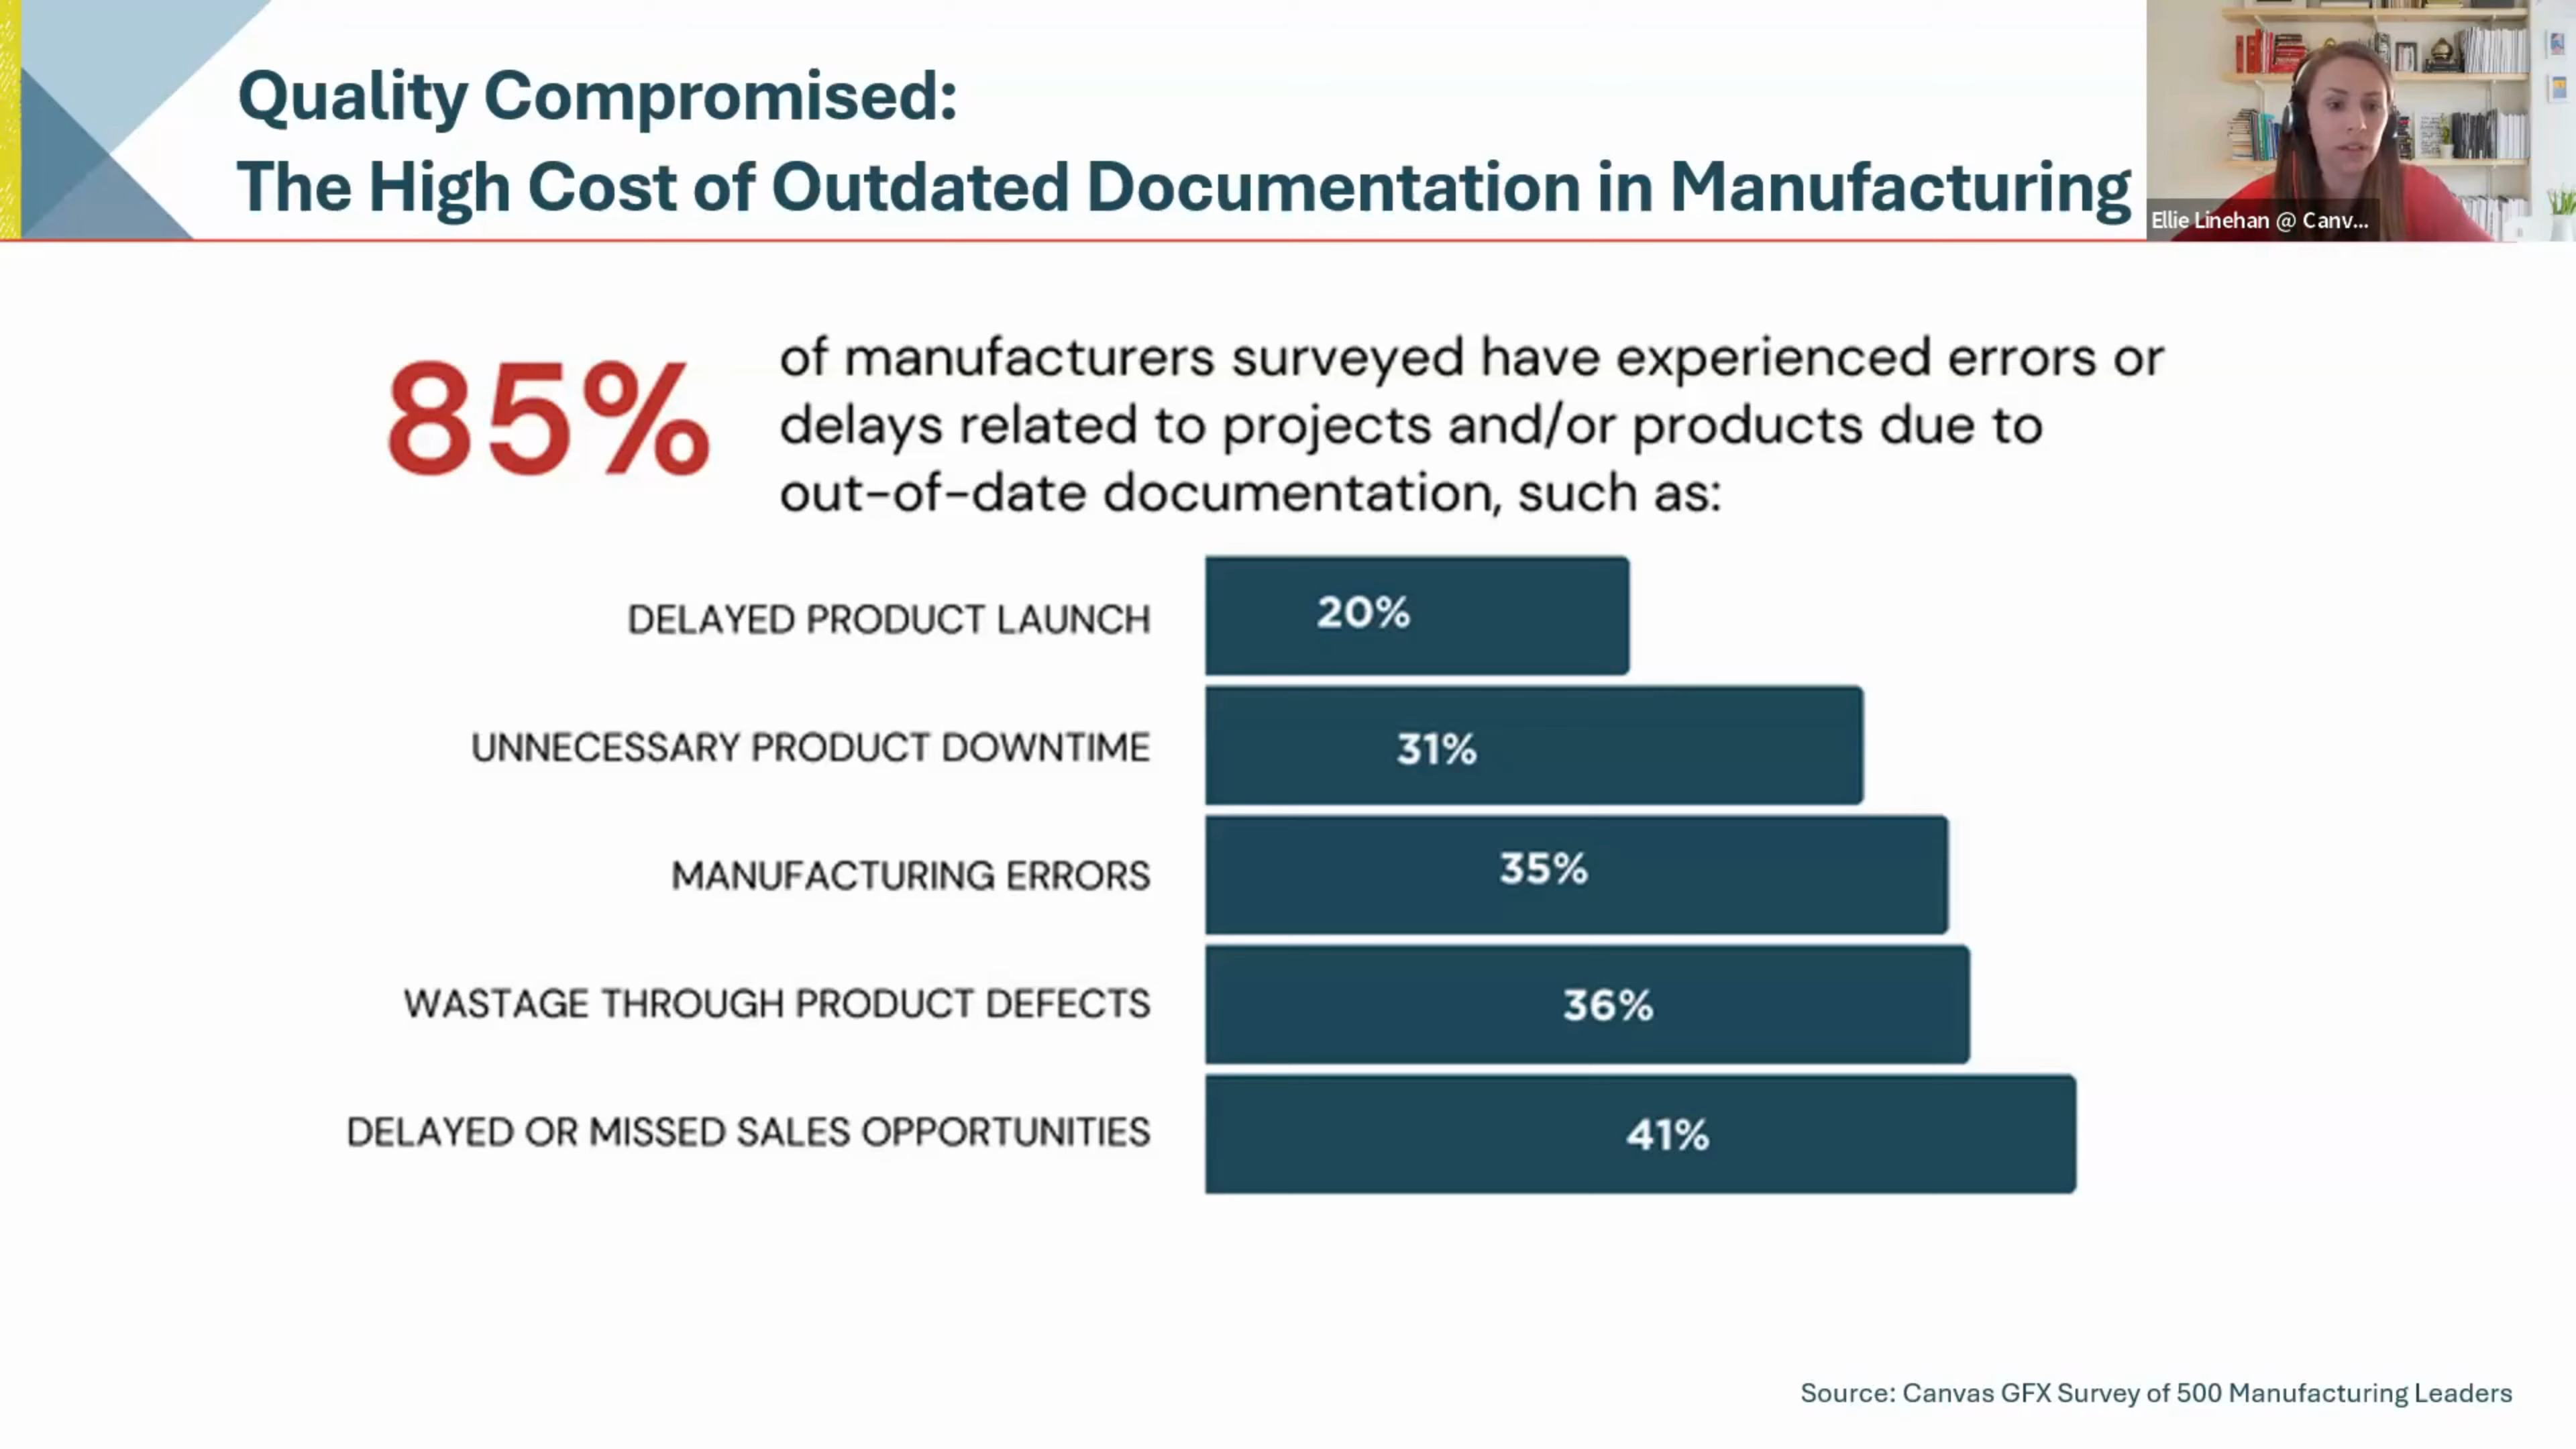 Quality Compromised:
The High Cost of Outdated Documentation in Manufacturing
Ellie Linehan @ Canv...
85%
of manufacturers surveyed have experienced errors or
delays related to projects and/or products due to
out-of-date documentation, such as:
DELAYED PRODUCT LAUNCH 20%
UNNECESSARY PRODUCT DOWNTIME 31%
MANUFACTURING ERRORS 35%
WASTAGE THROUGH PRODUCT DEFECTS 36%
DELAYED OR MISSED SALES OPPORTUNITIES 41%
Source: Canvas GFX Survey of 500 Manufacturing Leaders